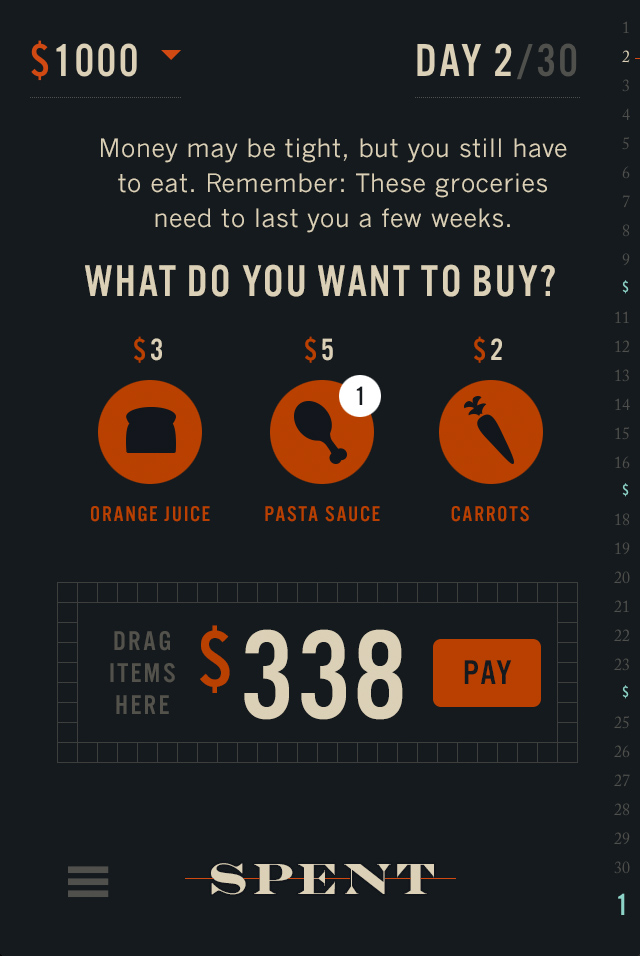 $1000
DAY 2/30
Money may be tight, but you still have
to eat. Remember: These groceries
need to last you a few weeks.
WHAT DO YOU WANT TO BUY?
$3
$5
$2
1
ORANGE JUICE
PASTA SAUCE
CARROTS
DRAG
ITEMS
HERE
$338
PAY
SPENT
1
2
3
4
5
6
7
8
9
$
11
12
13
14
15
16
$
18
19
20
21
22
23
$
25
26
27
28
29
30
1